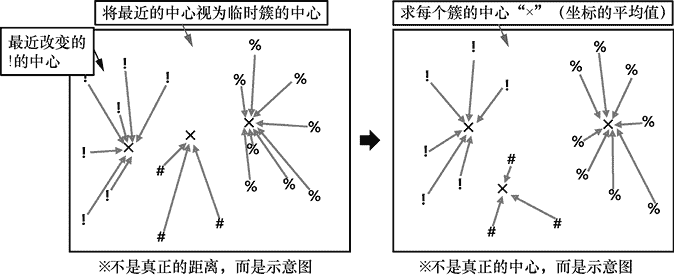 将最近的中心视为临时簇的中心
最近改变的
!的中心
! ! ! ! ! ! ! !
% % % % % % % % %
# # # #
× × ×
※不是真正的距离，而是示意图
求每个簇的中心“×”（坐标的平均值）
! ! ! ! ! !
% % % % % % % % %
# # # #
× × ×
※不是真正的中心，而是示意图